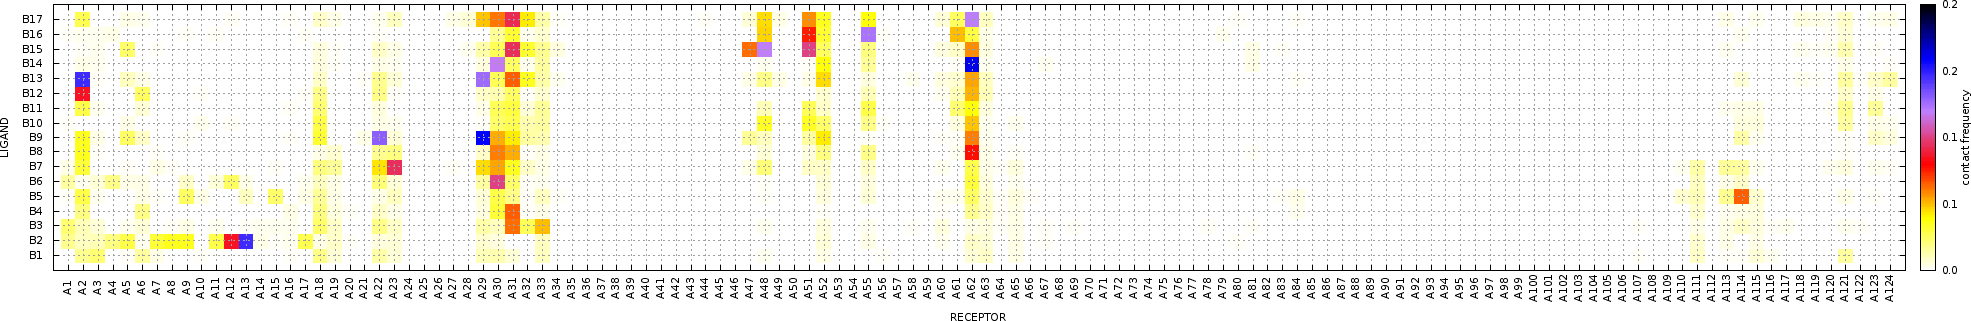 B17
B16
B15
B14
B13
B12
B11
B10
B9
B8
B7
B6
B5
B4
B3
B2
B1
LIGAND
A1 A2 A3 A4 A5 A6 A7 A8 A9 A10 A11 A12 A13 A14 A15 A16 A17 A18 A19 A20 A21 A22 A23 A24 A25 A26 A27 A28 A29 A30 A31 A32 A33 A34 A35 A36 A37 A38 A39 A40 A41 A42 A43 A44 A45 A46 A47 A48 A49 A50 A51 A52 A53 A54 A55 A56 A57 A58 A59 A60 A61 A62 A63 A64 A65 A66 A67 A68 A69 A70 A71 A72 A73 A74 A75 A76 A77 A78 A79 A80 A81 A82 A83 A84 A85 A86 A87 A88 A89 A90 A91 A92 A93 A94 A95 A96 A97 A98 A99 A100 A101 A102 A103 A104 A105 A106 A107 A108 A109 A110 A111 A112 A113 A114 A115 A116 A117 A118 A119 A120 A121 A122 A123 A124
RECEPTOR
0.2
0.2
0.1
0.1
0.0
contact frequency